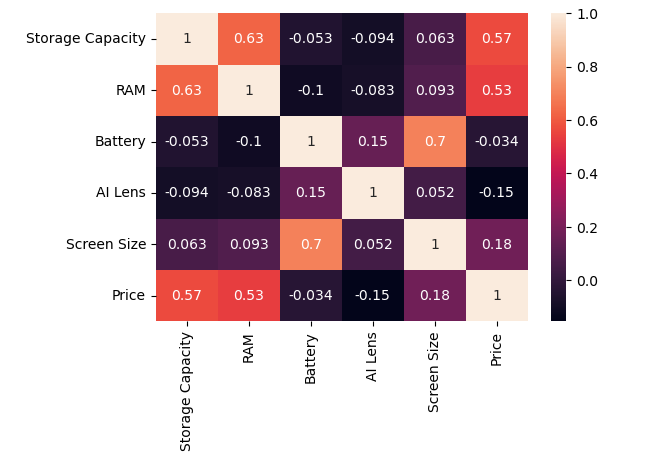 Storage Capacity 1 0.63 -0.053 -0.094 0.063 0.57
RAM 0.63 1 -0.1 -0.083 0.093 0.53
Battery -0.053 -0.1 1 0.15 0.7 -0.034
AI Lens -0.094 -0.083 0.15 1 0.052 -0.15
Screen Size 0.063 0.093 0.7 0.052 1 0.18
Price 0.57 0.53 -0.034 -0.15 0.18 1
Storage Capacity
RAM
Battery
AI Lens
Screen Size
Price
1.0
0.8
0.6
0.4
0.2
0.0